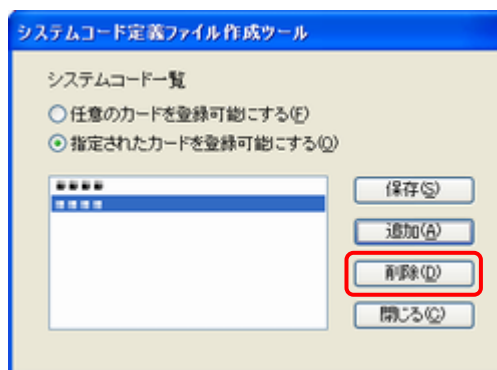 システムコード定義ファイル作成ツール
システムコード一覧
任意のカードを登録可能にする(E)
指定されたカードを登録可能にする(O)
****
****
保存(S)
追加(A)
削除(D)
閉じる(C)